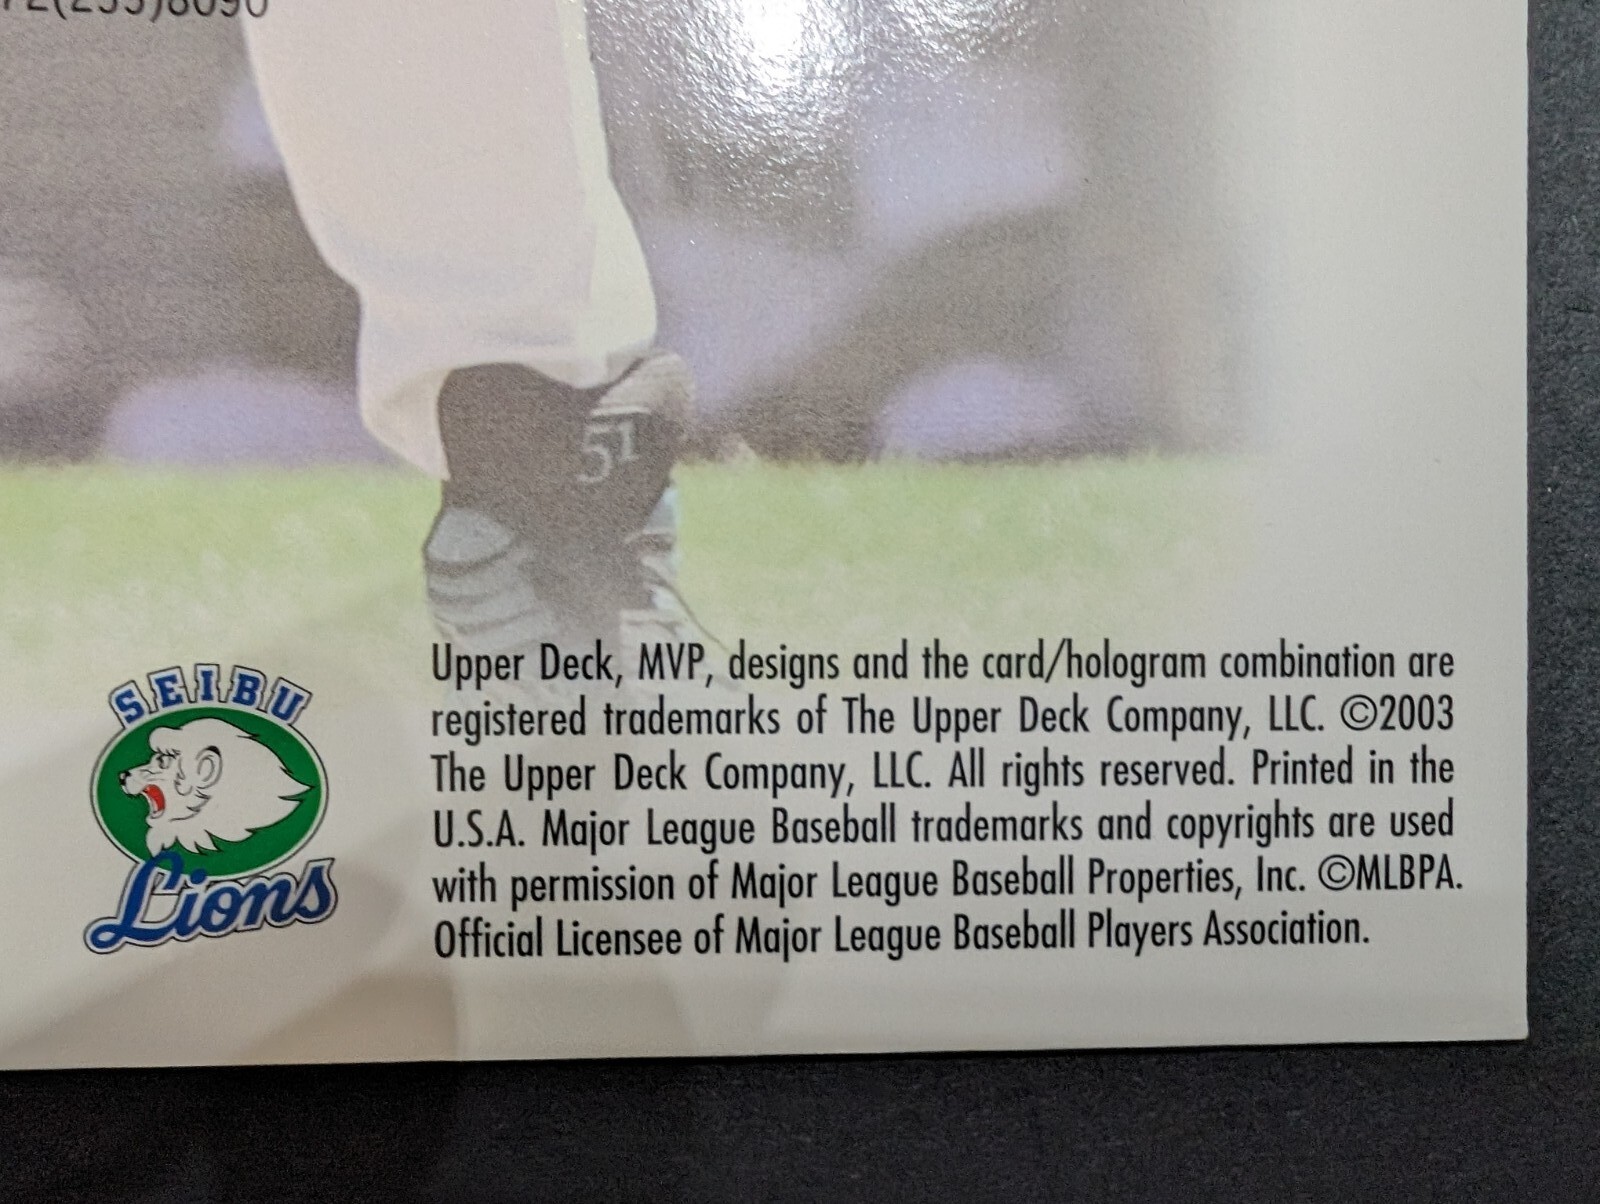 72(255)8090
51
SEIBU
Lions
Upper Deck, MVP, designs and the card/hologram combination are
registered trademarks of The Upper Deck Company, LLC. ©2003
The Upper Deck Company, LLC. All rights reserved. Printed in the
U.S.A. Major League Baseball trademarks and copyrights are used
with permission of Major League Baseball Properties, Inc. ©MLBPA.
Official Licensee of Major League Baseball Players Association.